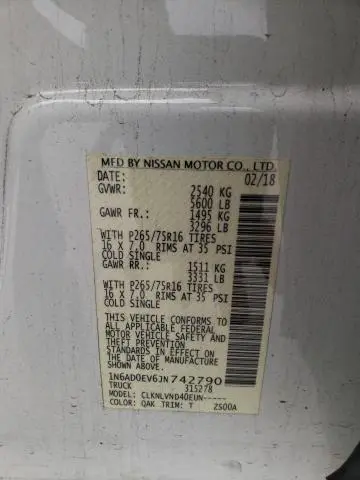 MFD BY NISSAN MOTOR CO., LTD.
DATE: 02/18
GVWR: 2540 KG
5600 LB
GAWR FR.: 1495 KG
3296 LB
WITH P265/75R16 TIRES
16 X 7.0 RIMS AT 35 PSI
COLD SINGLE
GAWR RR: 1511 KG
3331 LB
WITH P265/75R16 TIRES
16 X 7.0 RIMS AT 35 PSI
COLD SINGLE
THIS VEHICLE CONFORMS
TO ALL APPLICABLE FEDERAL
MOTOR VEHICLE SAFETY AND
THEFT PREVENTION
STANDARDS IN EFFECT ON
THE DATE OF MANUFACTURE
SHOWN ABOVE.
1N6AD0EV6JN742790
TRUCK 315278
MODEL: CLKNLVND40EUN-----
COLOR: QAK TRIM: T 2S00A